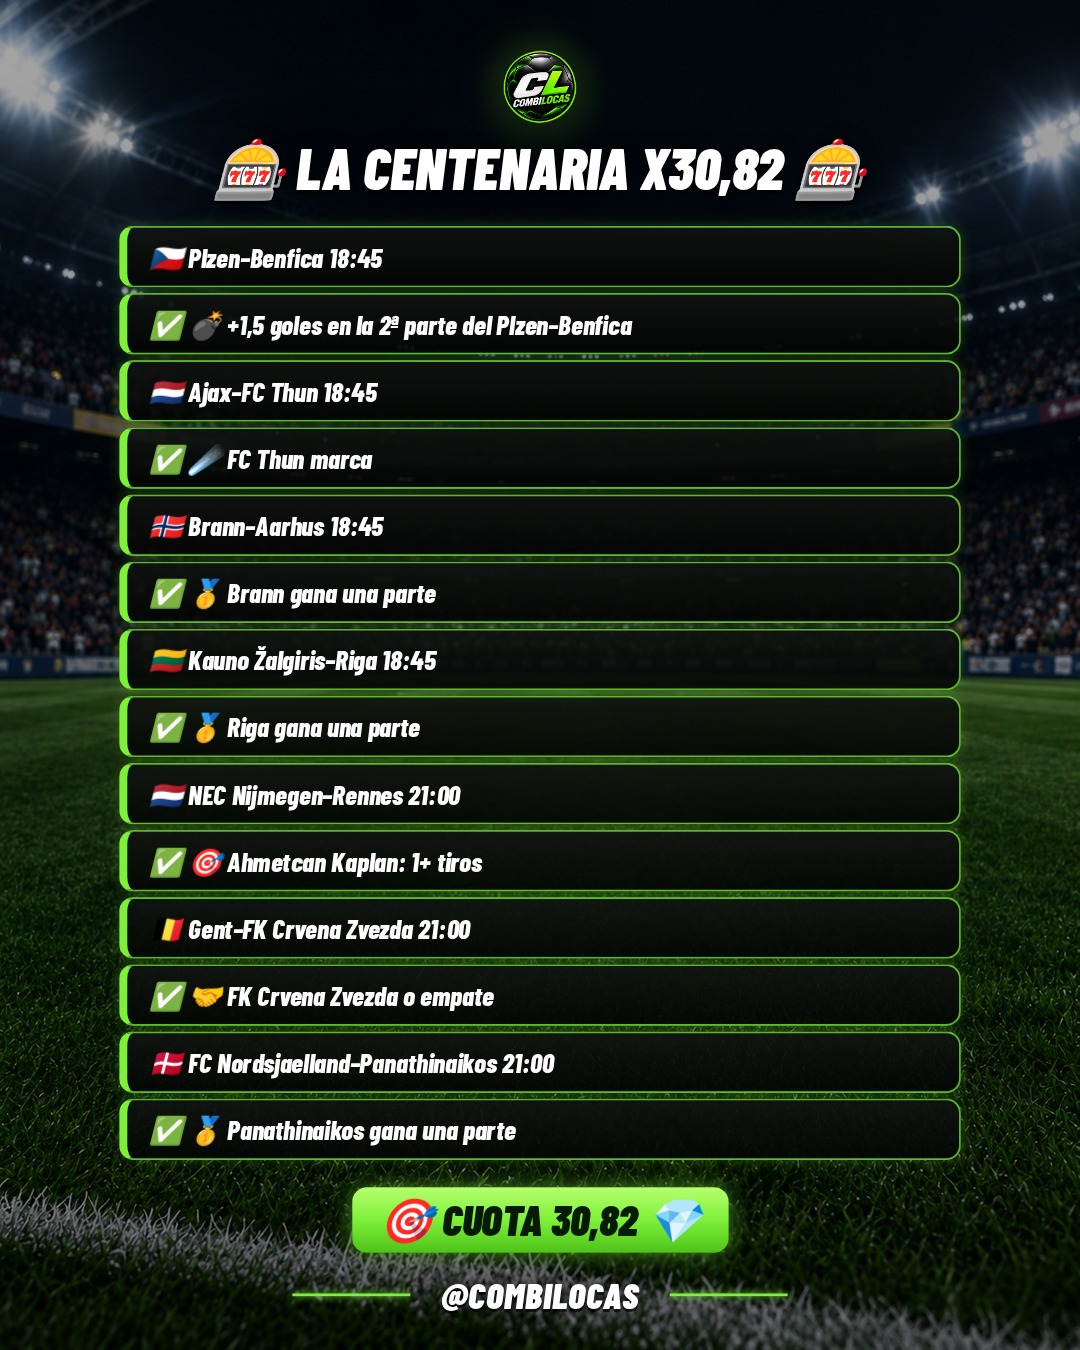 CL
COMBILOCAS
🎰 LA CENTENARIA X30,82 🎰
🇨🇿 Plzen-Benfica 18:45
✅ 💣 +1,5 goles en la 2ª parte del Plzen-Benfica
🇳🇱 Ajax-FC Thun 18:45
✅ ☄️ FC Thun marca
🇳🇴 Brann-Aarhus 18:45
✅ 🥇 Brann gana una parte
🇱🇹 Kauno Žalgiris-Riga 18:45
✅ 🥇 Riga gana una parte
🇳🇱 NEC Nijmegen-Rennes 21:00
✅ 🎯 Ahmetcan Kaplan: 1+ tiros
🇧🇪 Gent-FK Crvena Zvezda 21:00
✅ 🤝 FK Crvena Zvezda o empate
🇩🇰 FC Nordsjaelland-Panathinaikos 21:00
✅ 🥇 Panathinaikos gana una parte
🎯 CUOTA 30,82 💎
@COMBILOCAS